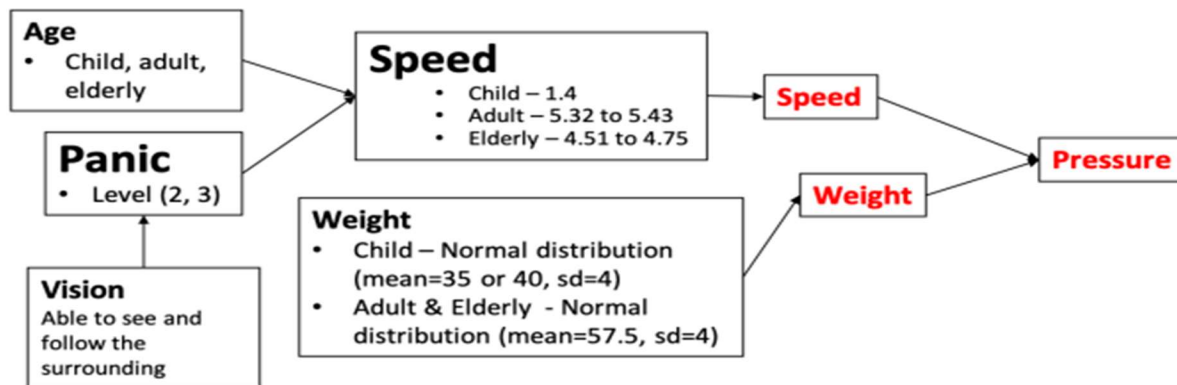 Age
• Child, adult,
elderly
Panic
• Level (2, 3)
Vision
Able to see and
follow the
surrounding
Speed
• Child – 1.4
• Adult – 5.32 to 5.43
• Elderly – 4.51 to 4.75
Weight
• Child – Normal distribution
(mean=35 or 40, sd=4)
• Adult & Elderly - Normal
distribution (mean=57.5, sd=4)
Speed
Weight
Pressure